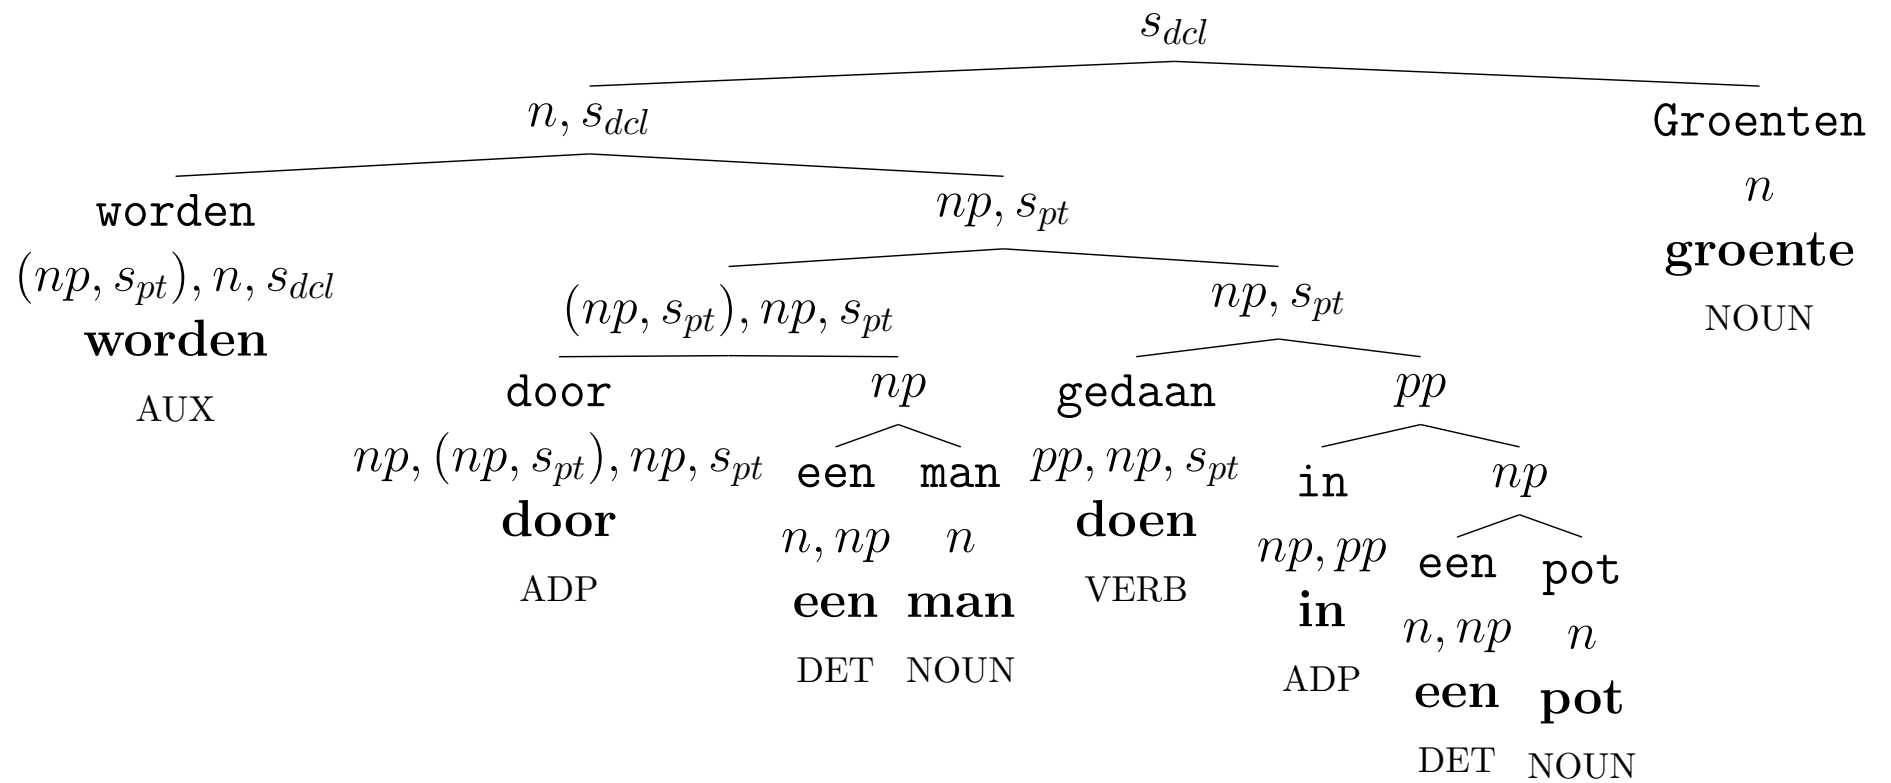 s_dcl
n, s_dcl
Groenten
n
groente
NOUN
worden
(np, s_pt), n, s_dcl
worden
AUX
np, s_pt
(np, s_pt), np, s_pt
np, s_pt
door
np, (np, s_pt), np, s_pt
door
ADP
np
een
n, np
een
DET
man
n
man
NOUN
gedaan
pp, np, s_pt
doen
VERB
pp
in
np, pp
in
ADP
np
een
n, np
een
DET
pot
n
pot
NOUN